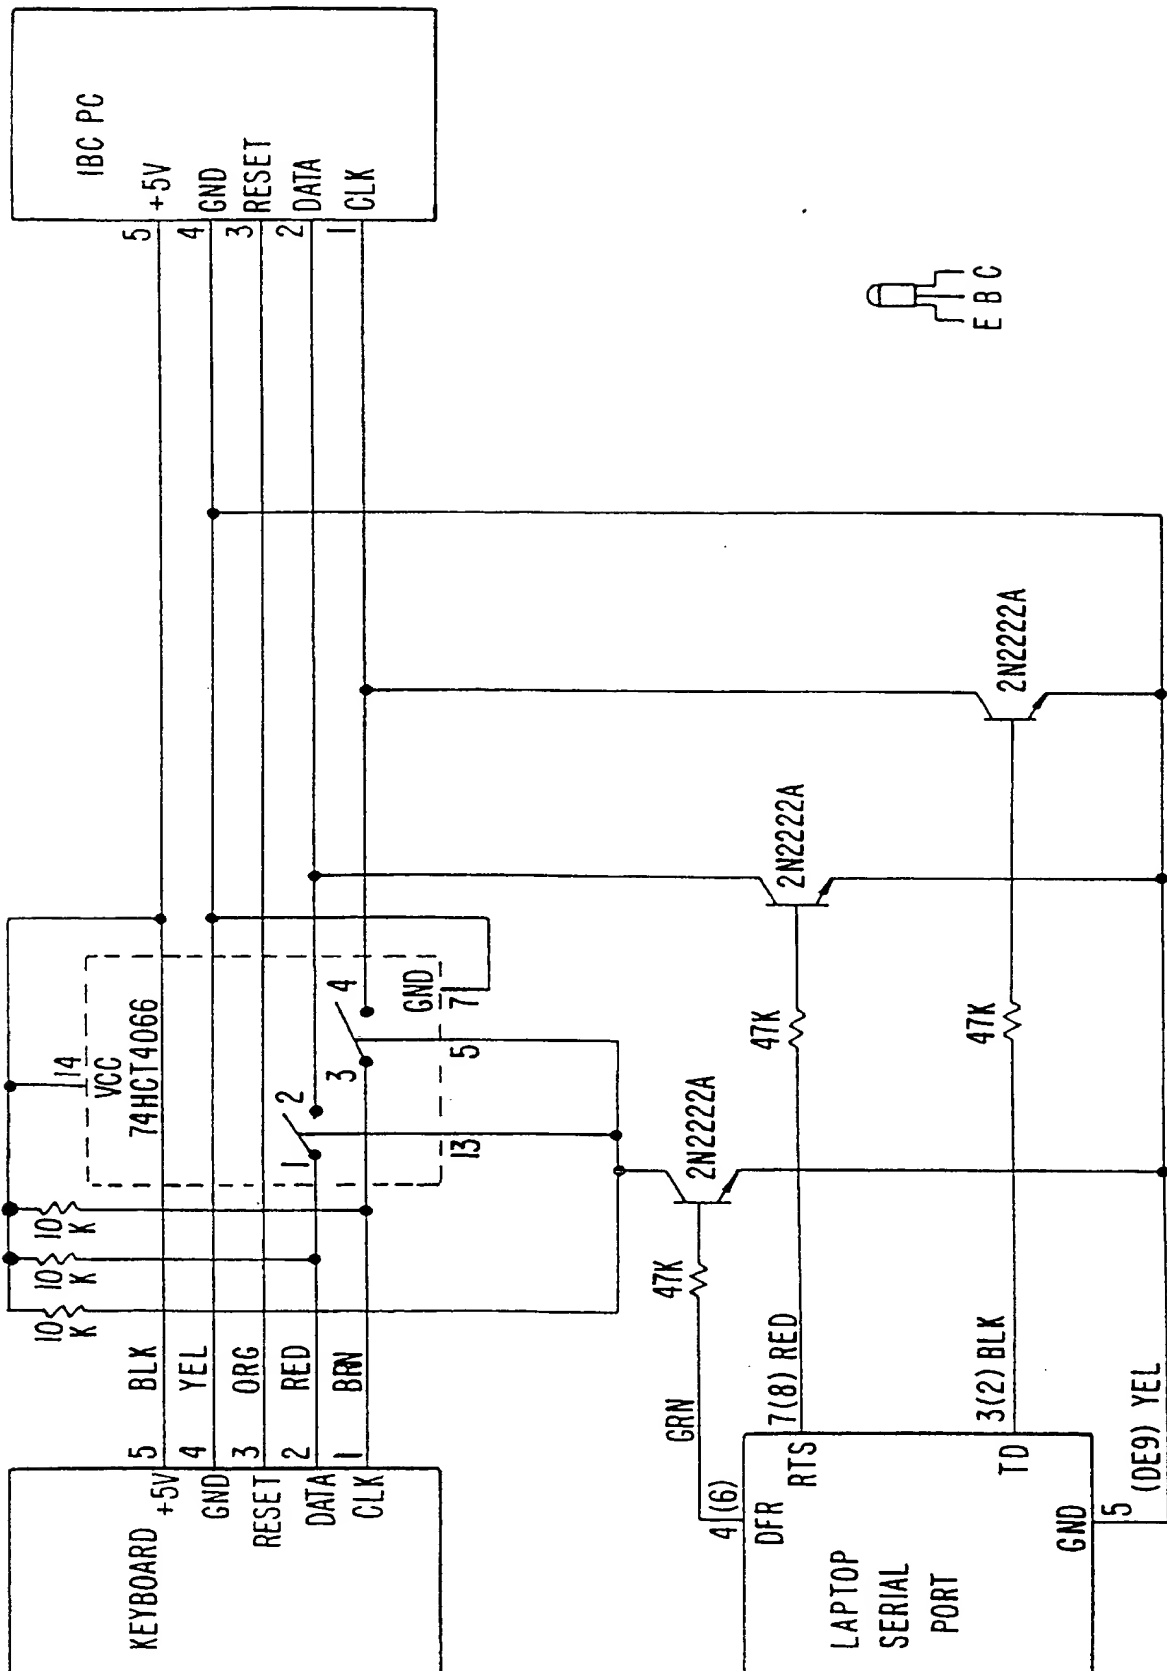 KEYBOARD
+5V
GND
RESET
DATA
CLK
5 BLK
4 YEL
3 ORG
2 RED
1 BRN
10 K
10 K
10 K
14
VCC
74HCT4066
1 2
3 4
GND
7
13
5
IBC PC
+5V
GND
RESET
DATA
CLK
5
4
3
2
1
LAPTOP
SERIAL
PORT
DFR
RTS
TD
GND
4 (6)
GRN
7(8) RED
3(2) BLK
5 (DE9) YEL
47K
47K
47K
2N2222A
2N2222A
2N2222A
E B C